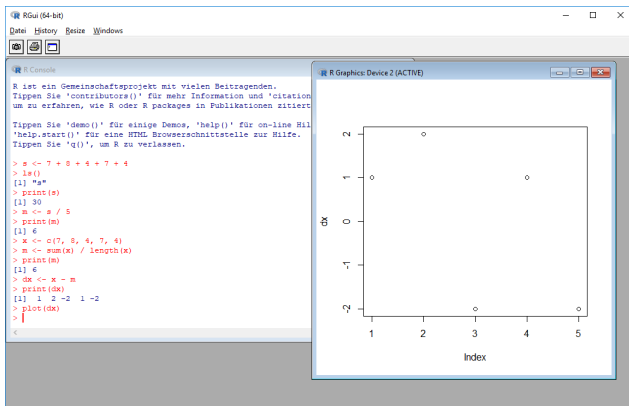 RGui (64-bit)
Datei History Resize Windows
R Console
R ist ein Gemeinschaftsprojekt mit vielen Beitragenden.
Tippen Sie 'contributors()' für mehr Information und 'citation
um zu erfahren, wie R oder R packages in Publikationen zitiert
Tippen Sie 'demo()' für einige Demos, 'help()' für on-line Hil
'help.start()' für eine HTML Browserschnittstelle zur Hilfe.
Tippen Sie 'q()', um R zu verlassen.
> s <- 7 + 8 + 4 + 7 + 4
> ls()
[1] "s"
> print(s)
[1] 30
> m <- s / 5
> print(m)
[1] 6
> x <- c(7, 8, 4, 7, 4)
> m <- sum(x) / length(x)
> print(m)
[1] 6
> dx <- x - m
> print(dx)
[1] 1 2 -2 1 -2
> plot(dx)
>
R Graphics: Device 2 (ACTIVE)
2
1
0
-1
-2
dx
1 2 3 4 5
Index